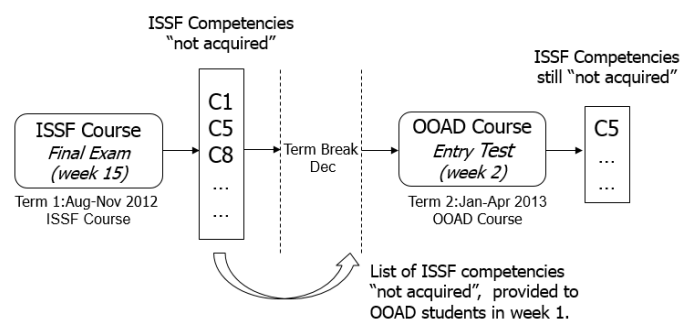 ISSF Competencies
"not acquired"
ISSF Competencies
still "not acquired"
ISSF Course
Final Exam
(week 15)
Term 1:Aug-Nov 2012
ISSF Course
C1
C5
C8
...
...
Term Break
Dec
OOAD Course
Entry Test
(week 2)
Term 2:Jan-Apr 2013
OOAD Course
C5
...
...
List of ISSF competencies
"not acquired", provided to
OOAD students in week 1.